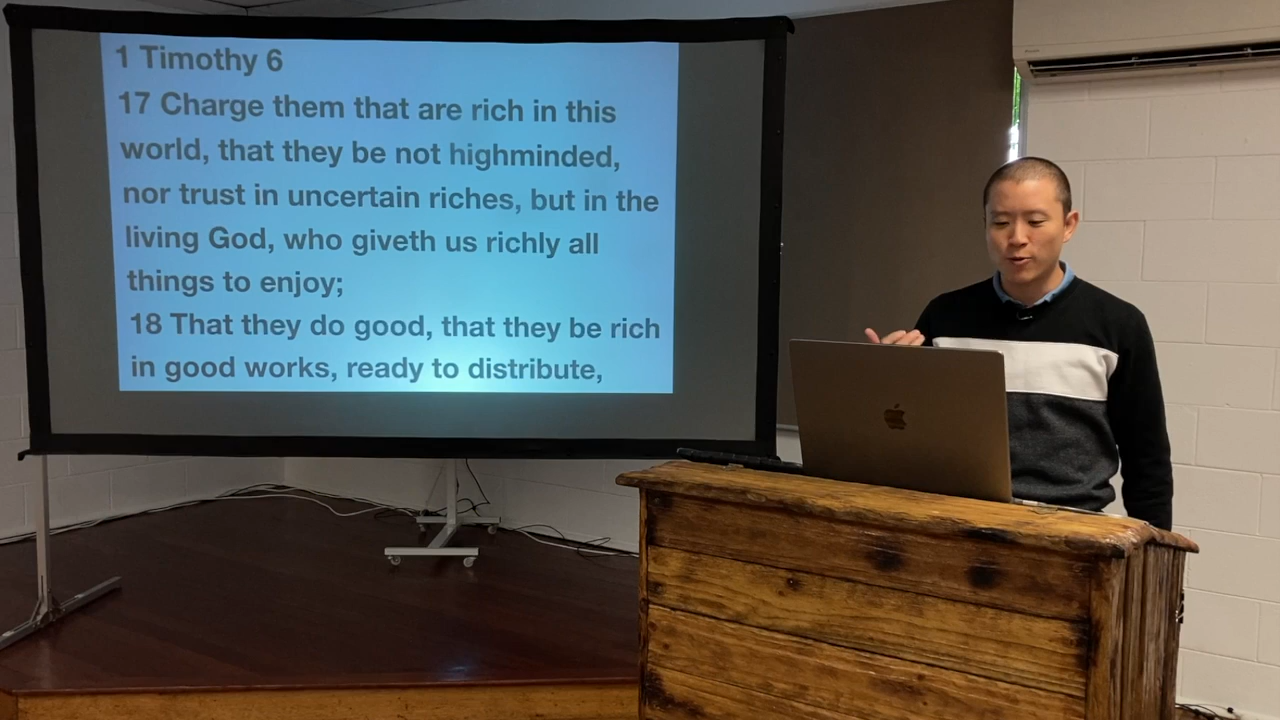 1 Timothy 6
17 Charge them that are rich in this
world, that they be not highminded,
nor trust in uncertain riches, but in the
living God, who giveth us richly all
things to enjoy;
18 That they do good, that they be rich
in good works, ready to distribute,